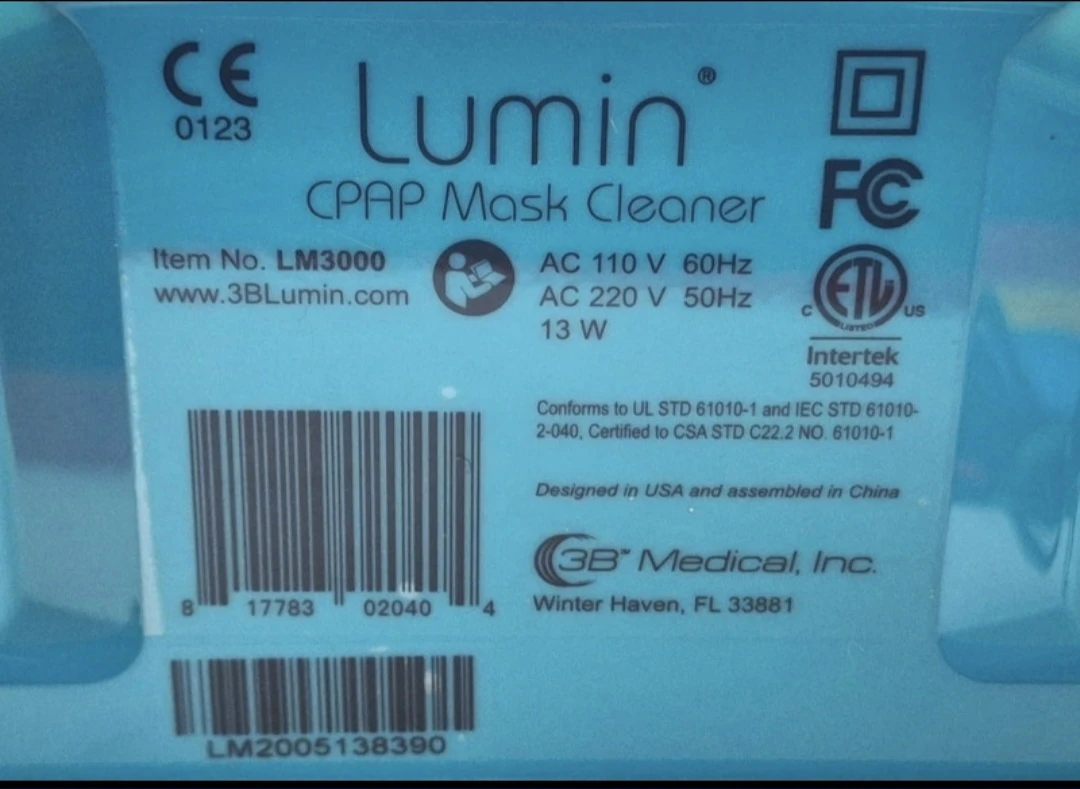 CE
0123
Lumin®
CPAP Mask Cleaner
FC
Item No. LM3000
www.3BLumin.com
AC 110 V 60Hz
AC 220 V 50Hz
13 W
C ETL US
LISTED
Intertek
5010494
Conforms to UL STD 61010-1 and IEC STD 61010-
2-040, Certified to CSA STD C22.2 NO. 61010-1
Designed in USA and assembled in China
3B™ Medical, Inc.
Winter Haven, FL 33881
8 17783 02040 4
LM2005138390